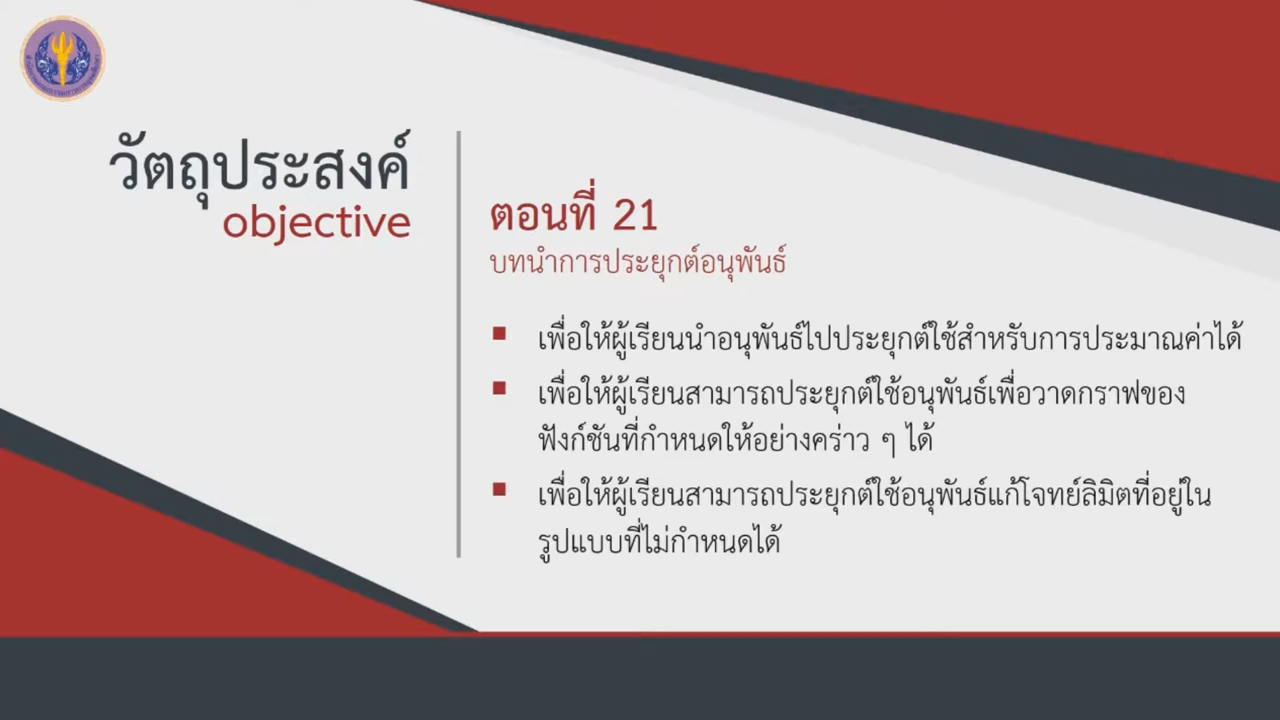 วัตถุประสงค์
objective
ตอนที่ 21
บทนำการประยุกต์อนุพันธ์
เพื่อให้ผู้เรียนนำอนุพันธ์ไปประยุกต์ใช้สำหรับการประมาณค่าได้
เพื่อให้ผู้เรียนสามารถประยุกต์ใช้อนุพันธ์เพื่อวาดกราฟของ
ฟังก์ชันที่กำหนดให้อย่างคร่าว ๆ ได้
เพื่อให้ผู้เรียนสามารถประยุกต์ใช้อนุพันธ์แก้โจทย์ลิมิตที่อยู่ใน
รูปแบบที่ไม่กำหนดได้